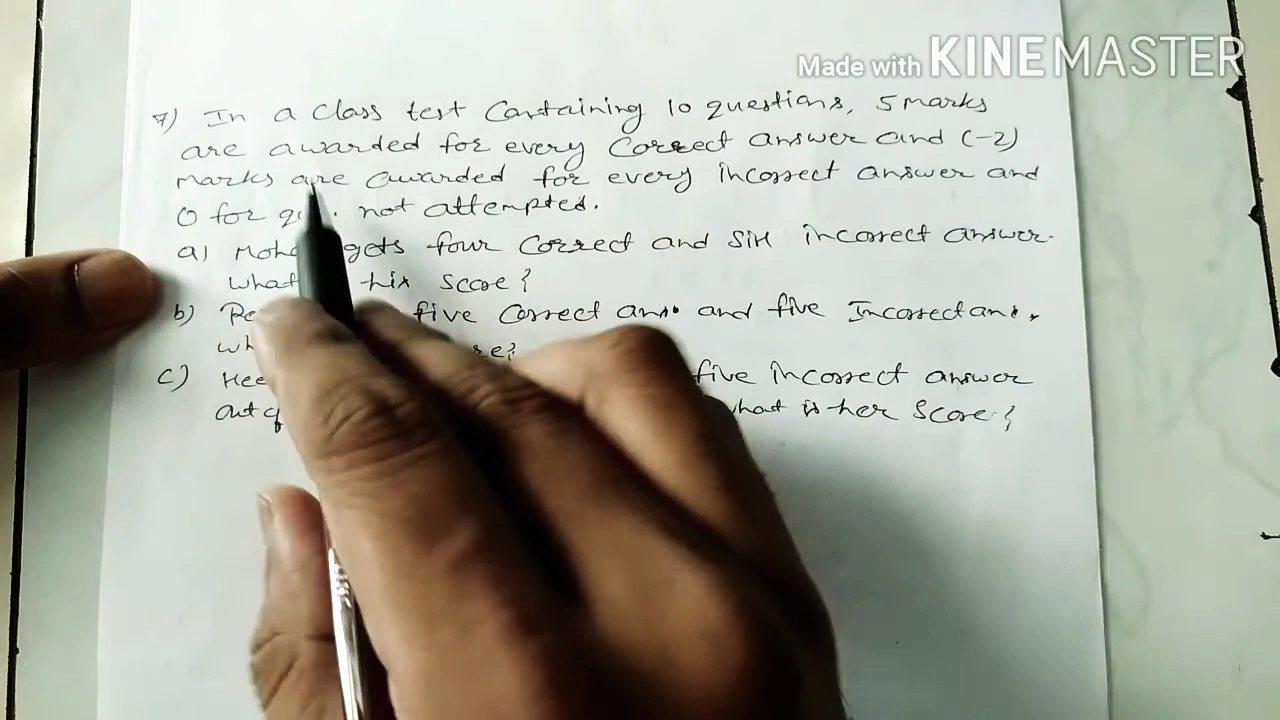 Made with KINEMASTER
7) In a class test containing 10 questions, 5 marks
are awarded for every correct answer and (-2)
marks are awarded for every incorrect answer and
0 for not attempted.
a) gets four correct and six incorrect answer.
what his score?
b) five correct ans. and five Incorrect ans.
c) five incorrect answer
what is her score?